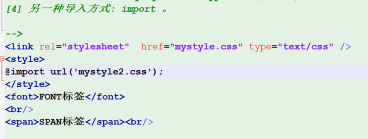 [4] 另一种导入方式：import 。
-->
<link rel="stylesheet" href="mystyle.css" type="text/css" />
<style>
@import url('mystyle2.css');
</style>
<font>FONT标签</font>
<br/>
<span>SPAN标签</span><br/>